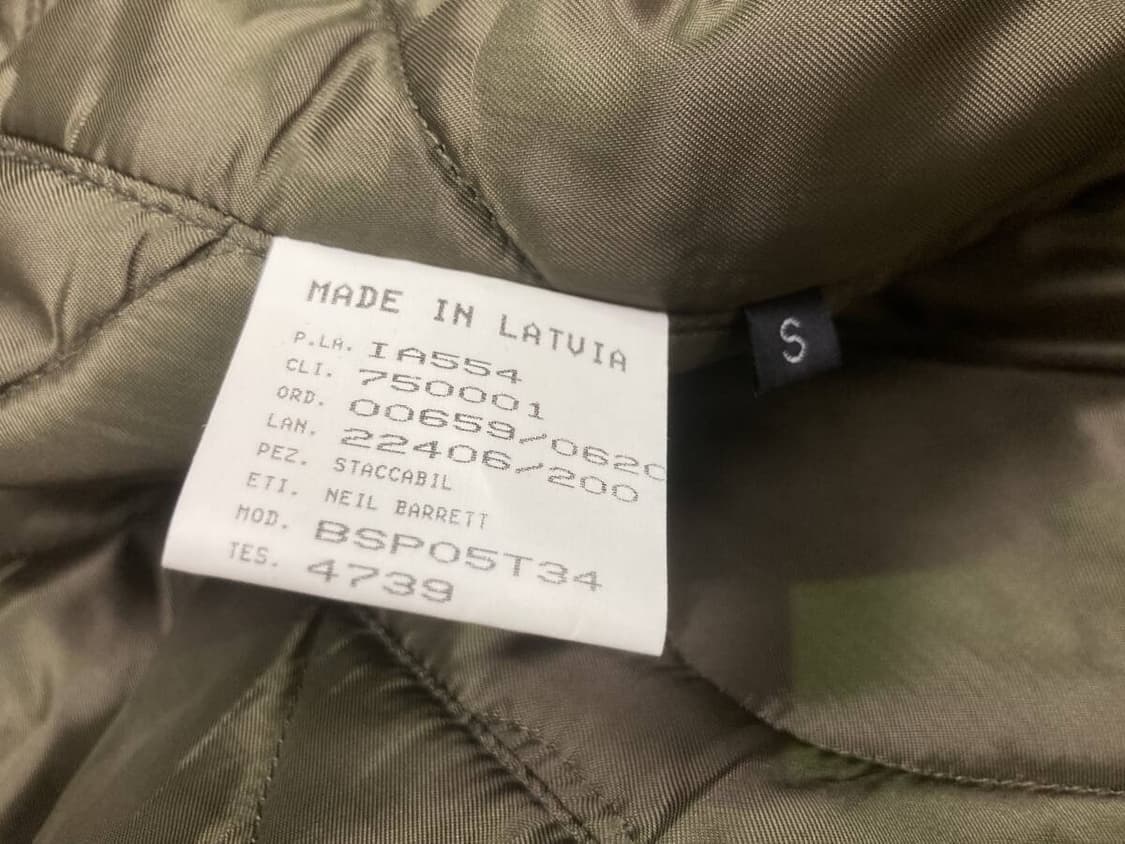 MADE IN LATVIA
S
P.LA. IA554
CLI. 750001
ORD. 00659/0620
LAN. 22406/200
PEZ. STACCABIL
ETI. NEIL BARRETT
MOD. BSP05T34
TES. 4739